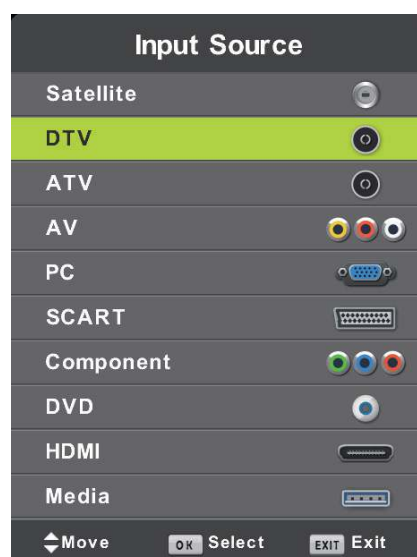 Input Source
Satellite
DTV
ATV
AV
PC
SCART
Component
DVD
HDMI
Media
Move OK Select EXIT Exit